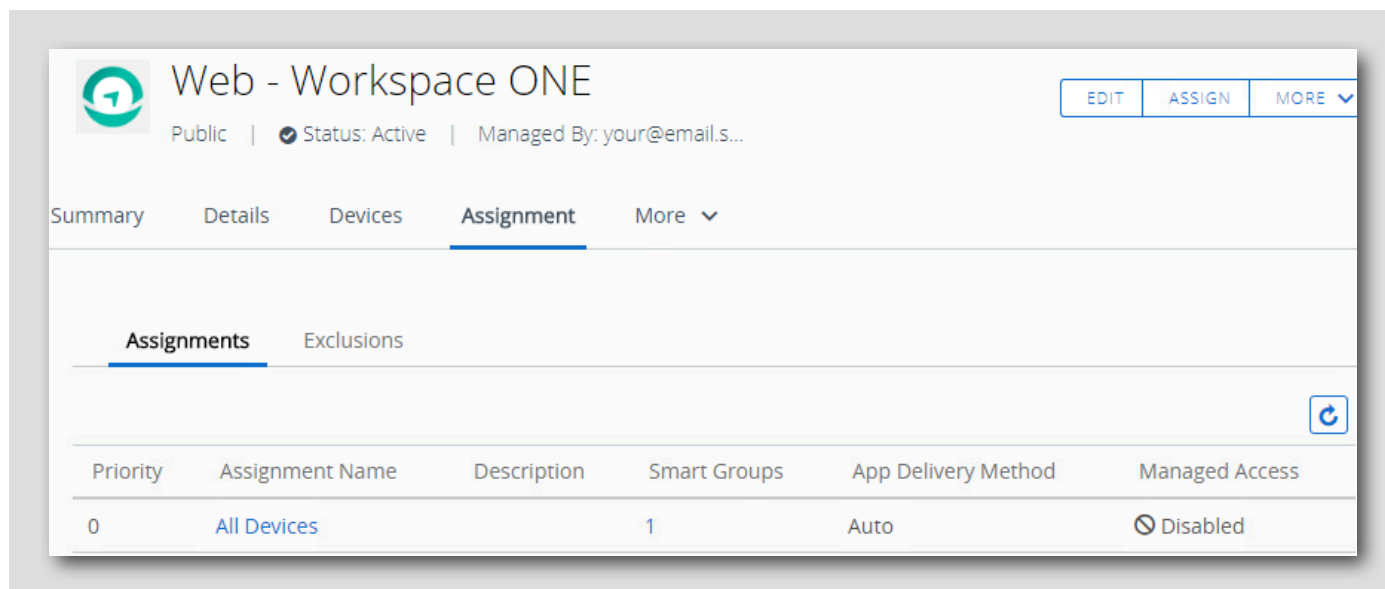 Web - Workspace ONE
EDIT ASSIGN MORE
Public | Status: Active | Managed By: your@email.s...
Summary Details Devices Assignment More
Assignments Exclusions
Priority Assignment Name Description Smart Groups App Delivery Method Managed Access
0 All Devices 1 Auto Disabled